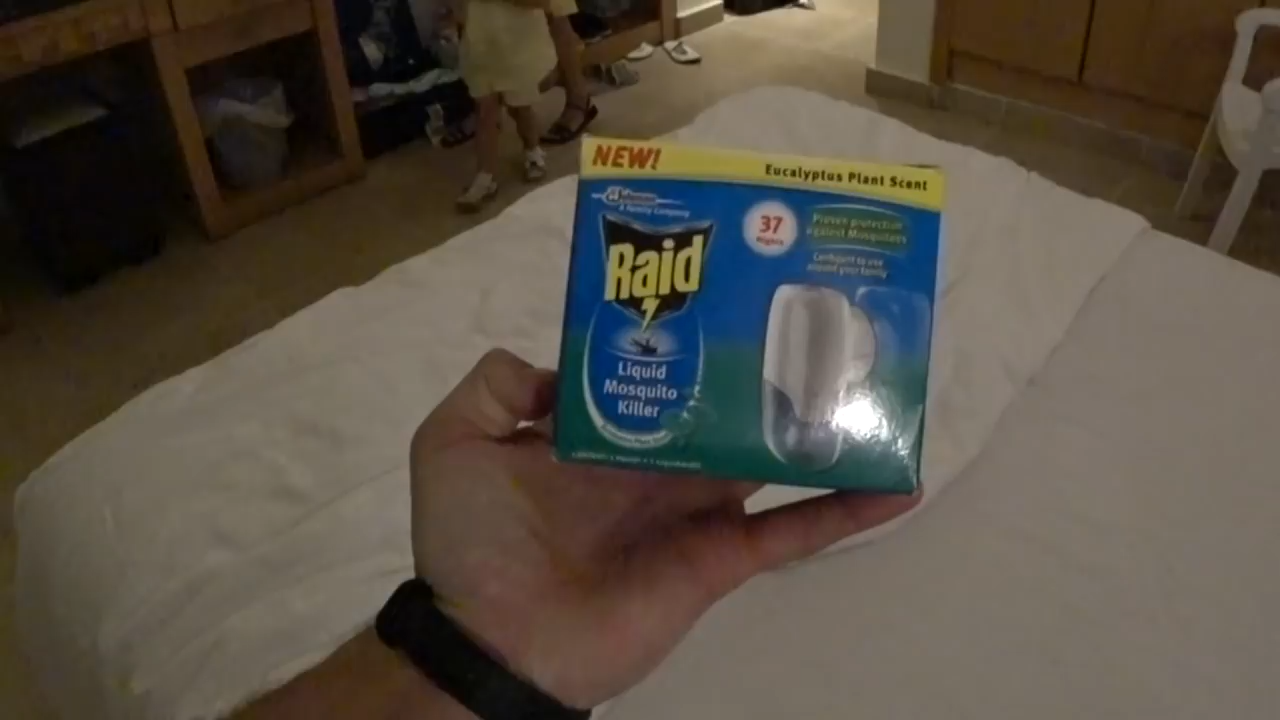 NEW!
Eucalyptus Plant Scent
Johnson
A Family Company
Raid
37
Nights
Proven protection
against Mosquitoes
Confident to use
around your family
Liquid
Mosquito
Killer